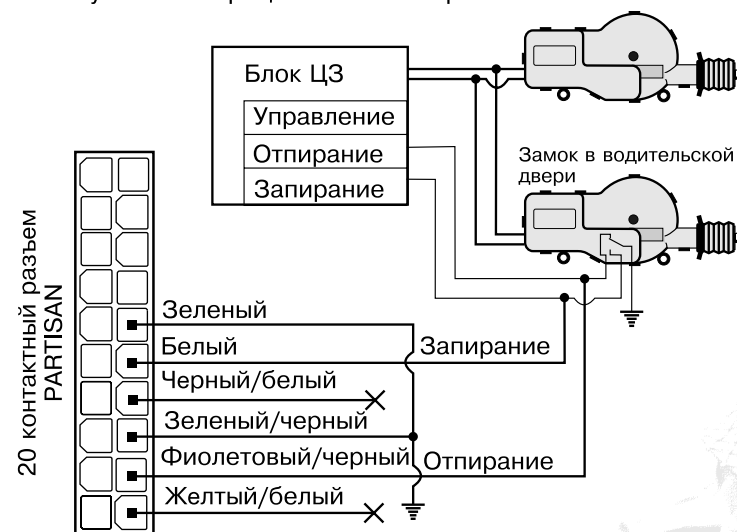 Блок ЦЗ
Управление
Отпирание
Запирание
Замок в водительской
двери
20 контактный разъем
PARTISAN
Зеленый
Белый
Запирание
Черный/белый
Зеленый/черный
Фиолетовый/черный
Отпирание
Желтый/белый